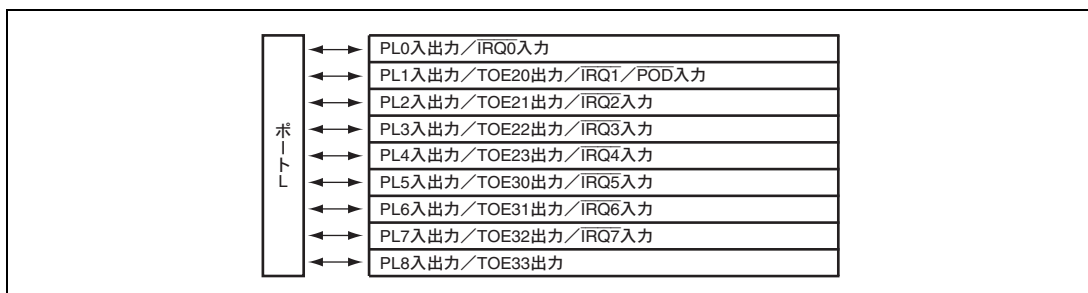 ポートL
PL0入出力／IRQ0入力
PL1入出力／TOE20出力／IRQ1／POD入力
PL2入出力／TOE21出力／IRQ2入力
PL3入出力／TOE22出力／IRQ3入力
PL4入出力／TOE23出力／IRQ4入力
PL5入出力／TOE30出力／IRQ5入力
PL6入出力／TOE31出力／IRQ6入力
PL7入出力／TOE32出力／IRQ7入力
PL8入出力／TOE33出力